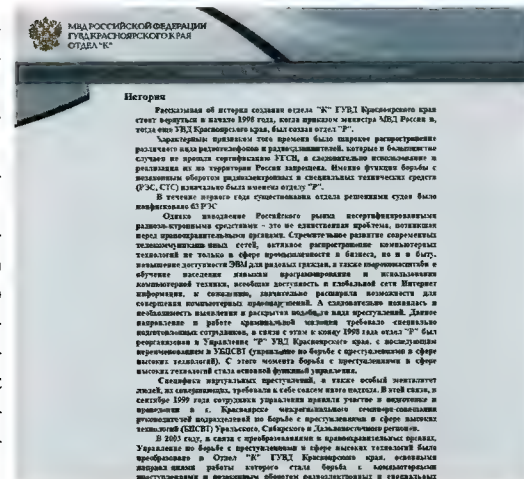 МВД РОССИЙСКОЙ ФЕДЕРАЦИИ
ГУВД КРАСНОЯРСКОГО КРАЯ
ОТДЕЛ "К"
История
Рассказывая об истории создания отдела "К" ГУВД Красноярского края
стоит вернуться в начало 1998 года, когда приказом министра МВД России в,
тогда еще УВД Красноярского края, был создан отдел "Р".
Характерным признаком того времени было широкое распространение
различного вида радиотелефонов и радиоудлинителей, которые в большинстве
случаев не прошли сертификацию УГСН, а следовательно использование и
реализация их на территории России запрещена. Именно функция борьбы с
незаконным оборотом радиоэлектронных и специальных технических средств
(РЭС, СТС) изначально была вменена отделу "Р".
В течение первого года существования отдела решениями судов было
конфисковано 63 РЭС
Однако наводнение Российского рынка несертифицированными
радиоэлектронными средствами - это не единственная проблема, возникшая
перед правоохранительными органами. Стремительное развитие современных
телекоммуникационных сетей, активное распространение компьютерных
технологий не только в сфере промышленности и бизнеса, но и в быту,
повышение доступности ЭВМ для рядовых граждан, а также
обучение населения навыкам программирования и использования
компьютерной техники, всеобщая доступность к глобальной сети Интернет
информации, к сожалению, значительно расширила возможности для
совершения компьютерных правонарушений. А следовательно появилась и
необходимость выявления и раскрытия подобного вида преступлений. Данное
направление в работе криминальной милиции требовало специально
подготовленных сотрудников, в связи с этим к концу 1998 года отдел "Р" был
реорганизован в Управление "Р" УВД Красноярского края, с последующим
переименованием в УБПСВТ (управление по борьбе с преступлениями в сфере
высоких технологий). С этого момента борьба с преступлениями в сфере
высоких технологий стала основной функцией управления.
Специфика виртуальных преступлений, а также особый менталитет
людей, их совершающих, требовала к себе совсем иного подхода. В этой связи, в
сентябре 1999 года сотрудники управления приняли участие в подготовке и
проведении в г. Красноярске межрегионального семинара-совещания
руководителей подразделений по борьбе с преступлениями в сфере высоких
технологий (БПСВТ) Уральского, Сибирского и Дальневосточного регионов.
В 2003 году, в связи с преобразованиями в правоохранительных органах,
Управление по борьбе с преступлениями в сфере высоких технологий было
преобразовано в Отдел "К" ГУВД Красноярского края, основными
направлениями работы которого стала борьба с компьютерными
преступлениями и незаконным оборотом радиоэлектронных и специальных